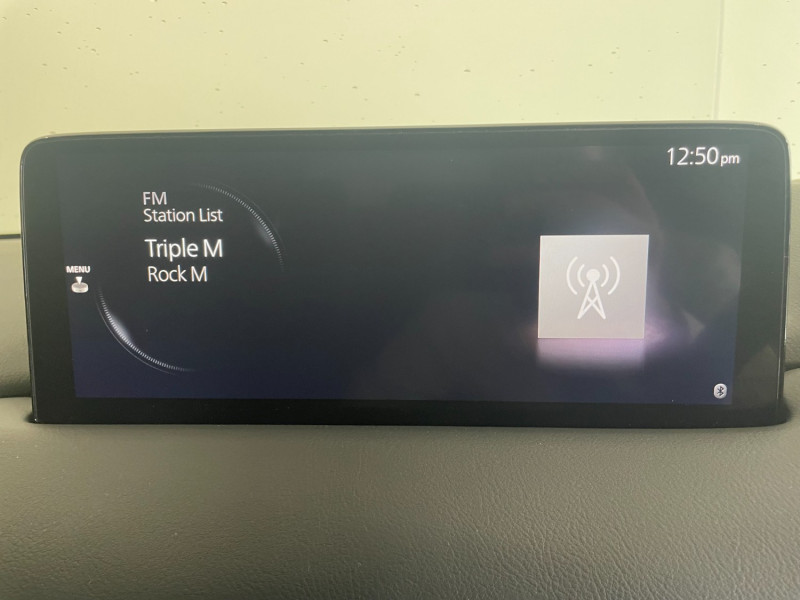 12:50pm
FM
Station List
Triple M
Rock M
MENU